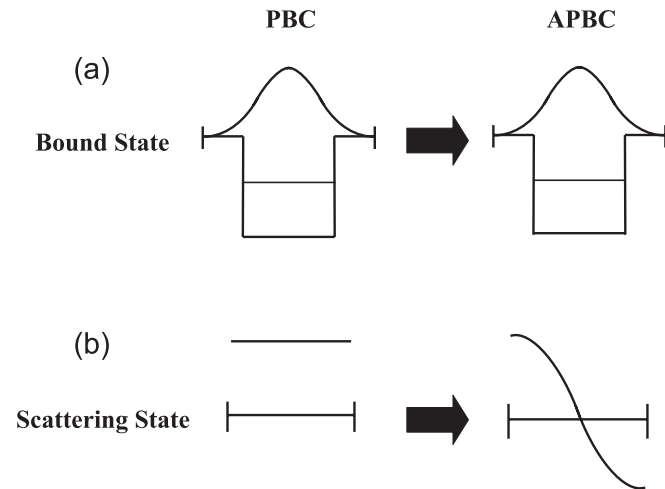 PBC APBC
(a)
Bound State
(b)
Scattering State